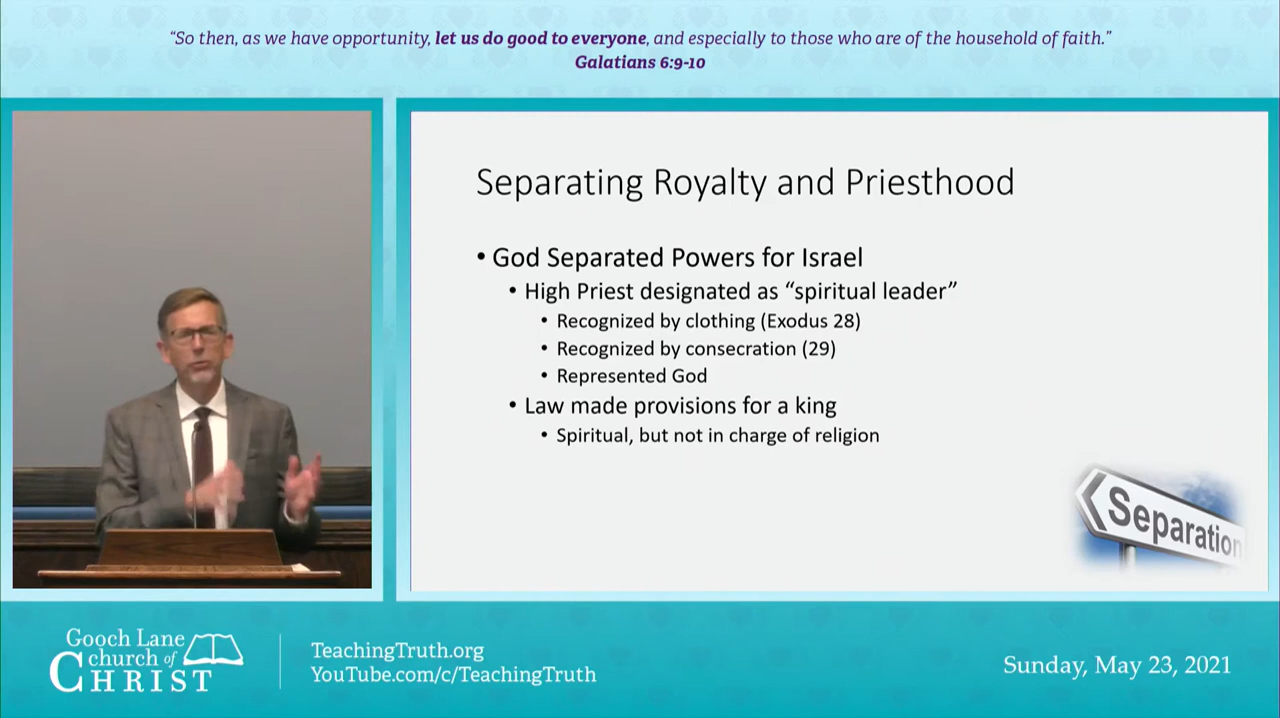 “So then, as we have opportunity, let us do good to everyone, and especially to those who are of the household of faith.”
Galatians 6:9-10
Separating Royalty and Priesthood
• God Separated Powers for Israel
• High Priest designated as “spiritual leader”
• Recognized by clothing (Exodus 28)
• Recognized by consecration (29)
• Represented God
• Law made provisions for a king
• Spiritual, but not in charge of religion
Separation
Gooch Lane
church of
CHRIST
TeachingTruth.org
YouTube.com/c/TeachingTruth
Sunday, May 23, 2021